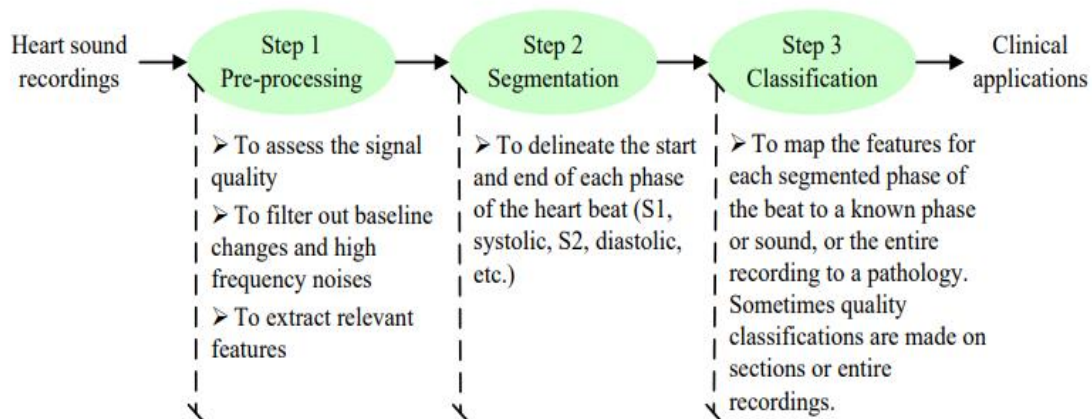 Heart sound
recordings
Step 1
Pre-processing
Step 2
Segmentation
Step 3
Classification
Clinical
applications
➢ To assess the signal
quality
➢ To filter out baseline
changes and high
frequency noises
➢ To extract relevant
features
➢ To delineate the start
and end of each phase
of the heart beat (S1,
systolic, S2, diastolic,
etc.)
➢ To map the features for
each segmented phase of
the beat to a known phase
or sound, or the entire
recording to a pathology.
Sometimes quality
classifications are made on
sections or entire
recordings.